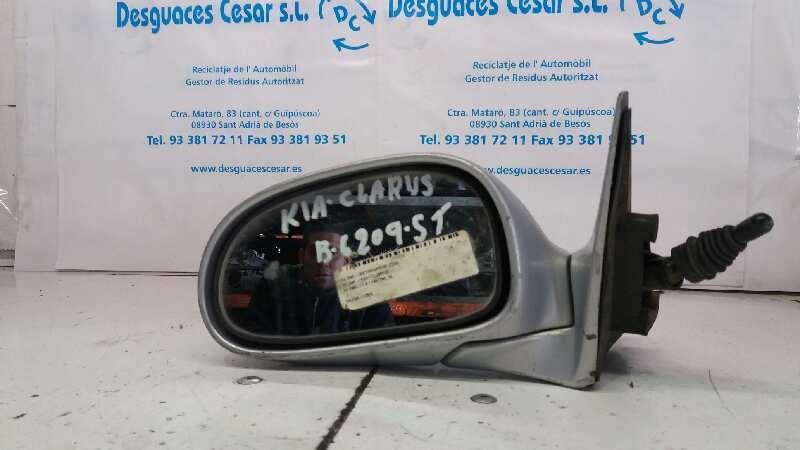 Desguaces Cesar s.L.
DC
Desguaces Cesar s.L.
DC
Reciclatje de l' Automòbil
Gestor de Residus Autoritzat
Reciclatje de l' Automòbil
Gestor de Residus Autoritzat
Ctra. Mataró, 83 (cant. c/ Guipúscoa)
08930 Sant Adrià de Besòs
Tel. 93 381 72 11 Fax 93 381 93 51
www.desguacescesar.es
Ctra. Mataró, 83 (cant. c/ Guipúscoa)
08930 Sant Adrià de Besòs
Tel. 93 381 72 11 Fax 93 381 9
www.desguacescesar.es
KIA-CLARUS
B-6209-ST